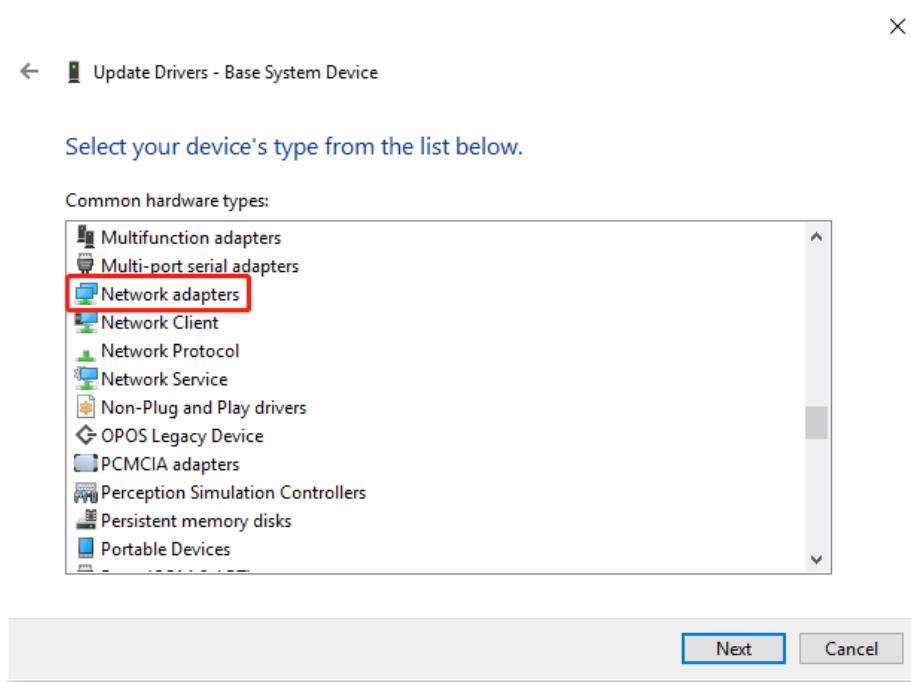 Update Drivers - Base System Device
Select your device's type from the list below.
Common hardware types:
Multifunction adapters
Multi-port serial adapters
Network adapters
Network Client
Network Protocol
Network Service
Non-Plug and Play drivers
OPOS Legacy Device
PCMCIA adapters
Perception Simulation Controllers
Persistent memory disks
Portable Devices
Next Cancel